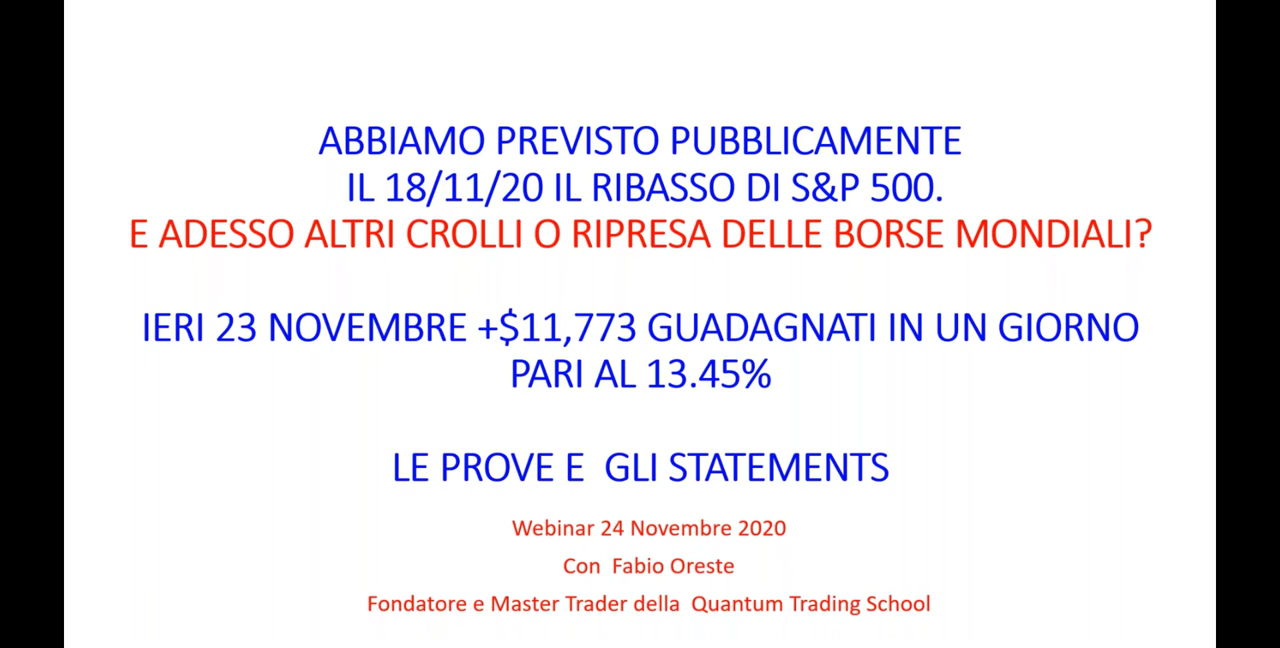 ABBIAMO PREVISTO PUBBLICAMENTE
IL 18/11/20 IL RIBASSO DI S&P 500.
E ADESSO ALTRI CROLLI O RIPRESA DELLE BORSE MONDIALI?
IERI 23 NOVEMBRE +$11,773 GUADAGNATI IN UN GIORNO
PARI AL 13.45%
LE PROVE E GLI STATEMENTS
Webinar 24 Novembre 2020
Con Fabio Oreste
Fondatore e Master Trader della Quantum Trading School